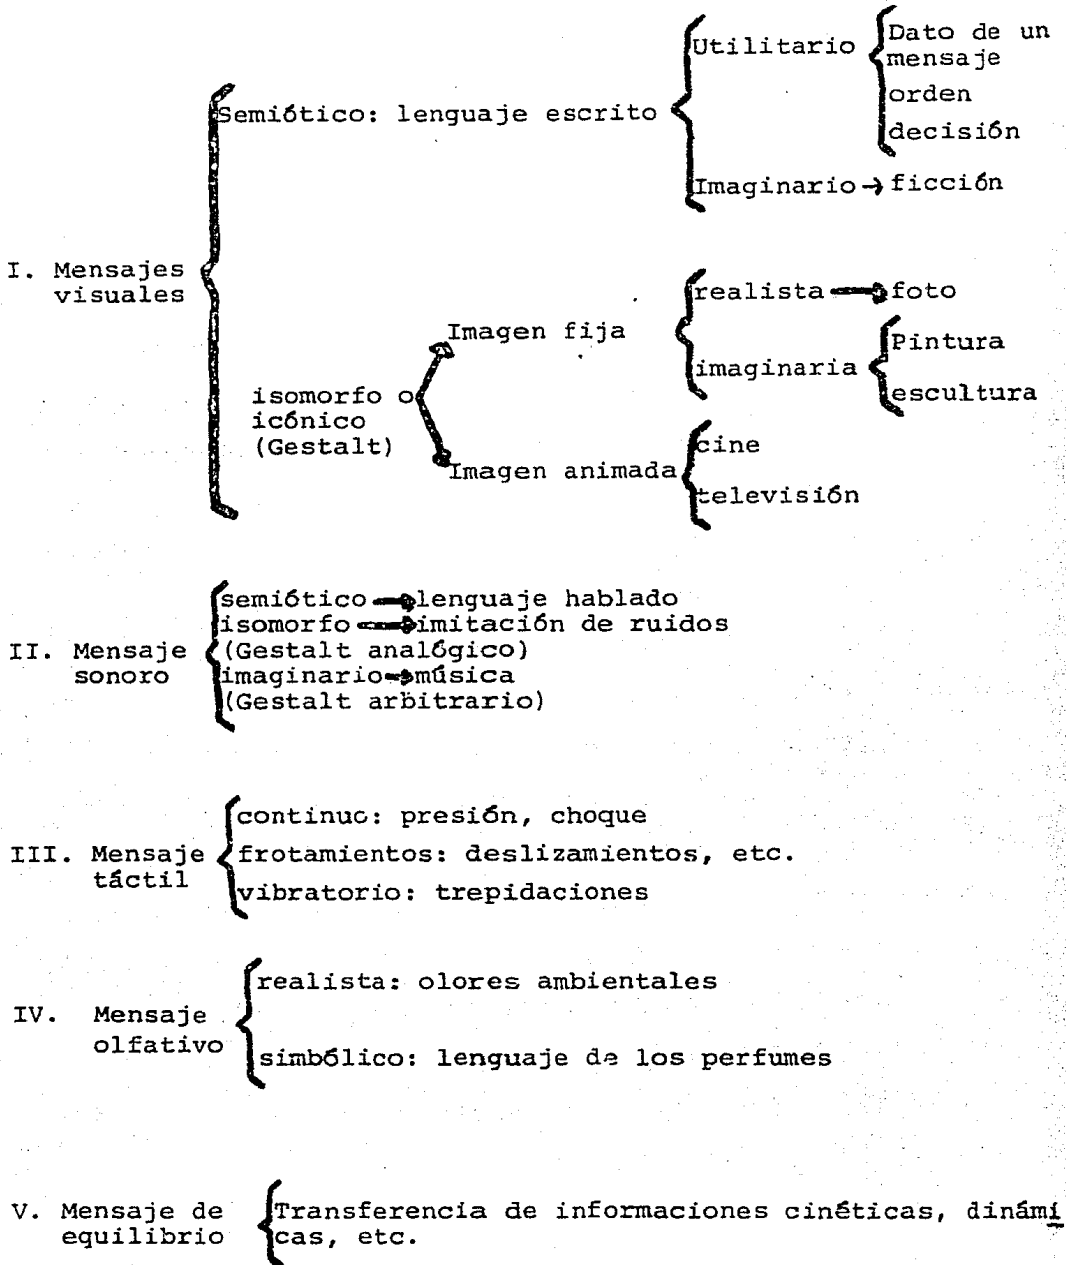 Utilitario
Dato de un
mensaje
orden
decisión
Semiótico: lenguaje escrito
Imaginario → ficción
I. Mensajes
visuales
realista → foto
Imagen fija
imaginaria
Pintura
escultura
isomorfo o
icónico
(Gestalt)
Imagen animada
cine
televisión
II. Mensaje
sonoro
semiótico → lenguaje hablado
isomorfo → imitación de ruidos
(Gestalt analógico)
imaginario → música
(Gestalt arbitrario)
III. Mensaje
táctil
continuo: presión, choque
frotamientos: deslizamientos, etc.
vibratorio: trepidaciones
IV. Mensaje
olfativo
realista: olores ambientales
simbólico: lenguaje de los perfumes
V. Mensaje de
equilibrio
Transferencia de informaciones cinéticas, dinámi
cas, etc.